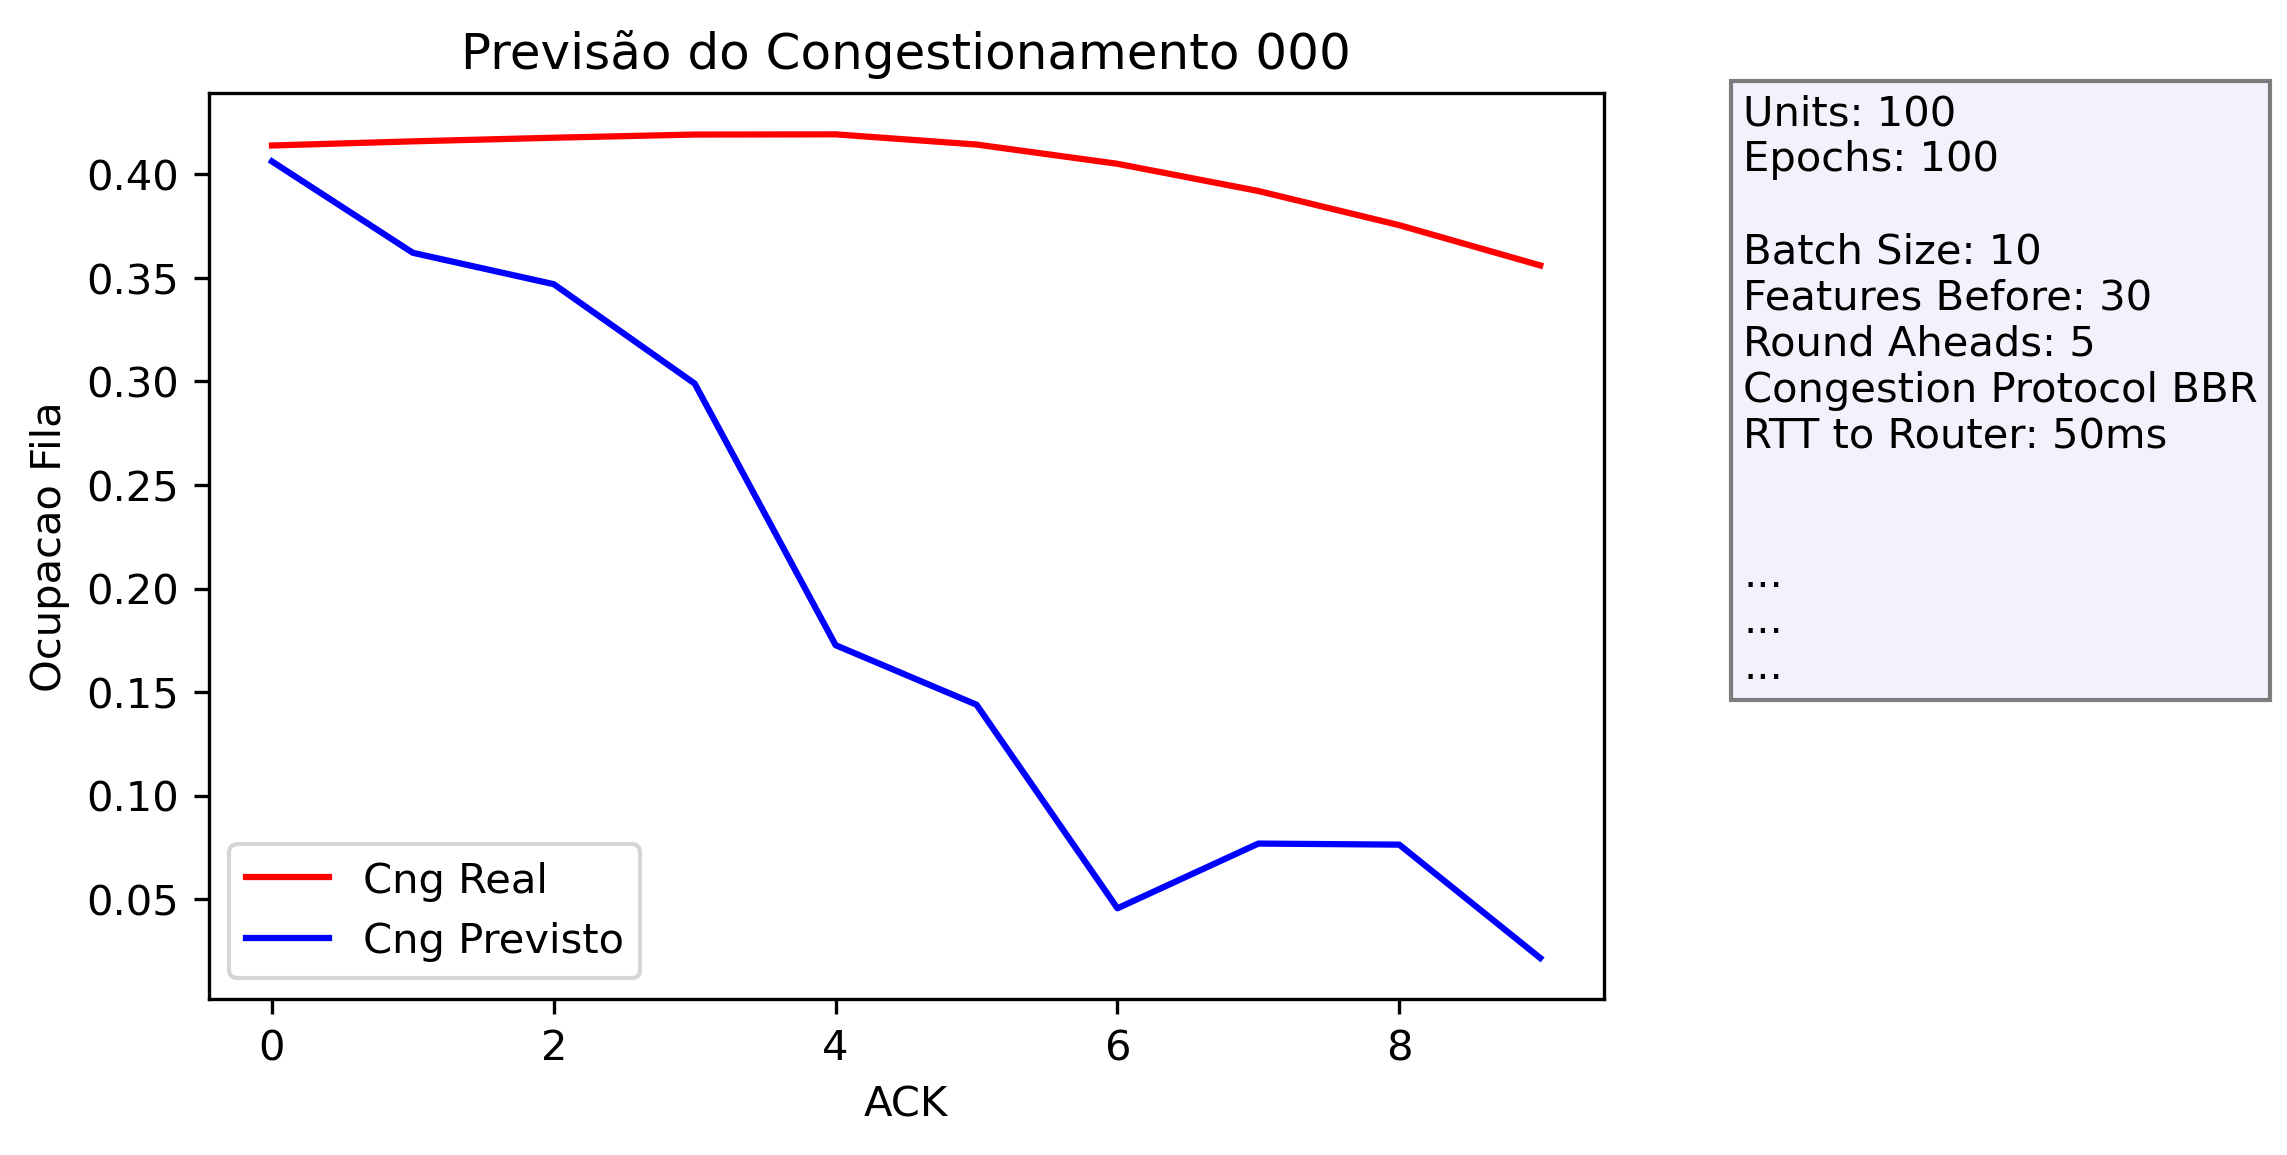 Previsão do Congestionamento 000
Ocupacao Fila
0.40
0.35
0.30
0.25
0.20
0.15
0.10
0.05
0
2
4
6
8
ACK
Cng Real
Cng Previsto
Units: 100
Epochs: 100
Batch Size: 10
Features Before: 30
Round Aheads: 5
Congestion Protocol BBR
RTT to Router: 50ms
...
...
...